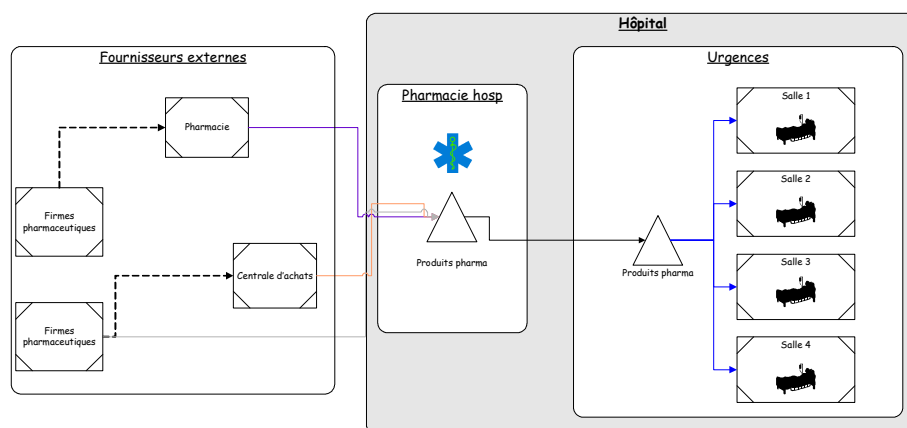 Hôpital
Fournisseurs externes
Urgences
Pharmacie hosp
Pharmacie
Firmes
pharmaceutiques
Centrale d'achats
Firmes
pharmaceutiques
Produits pharma
Produits pharma
Salle 1
Salle 2
Salle 3
Salle 4